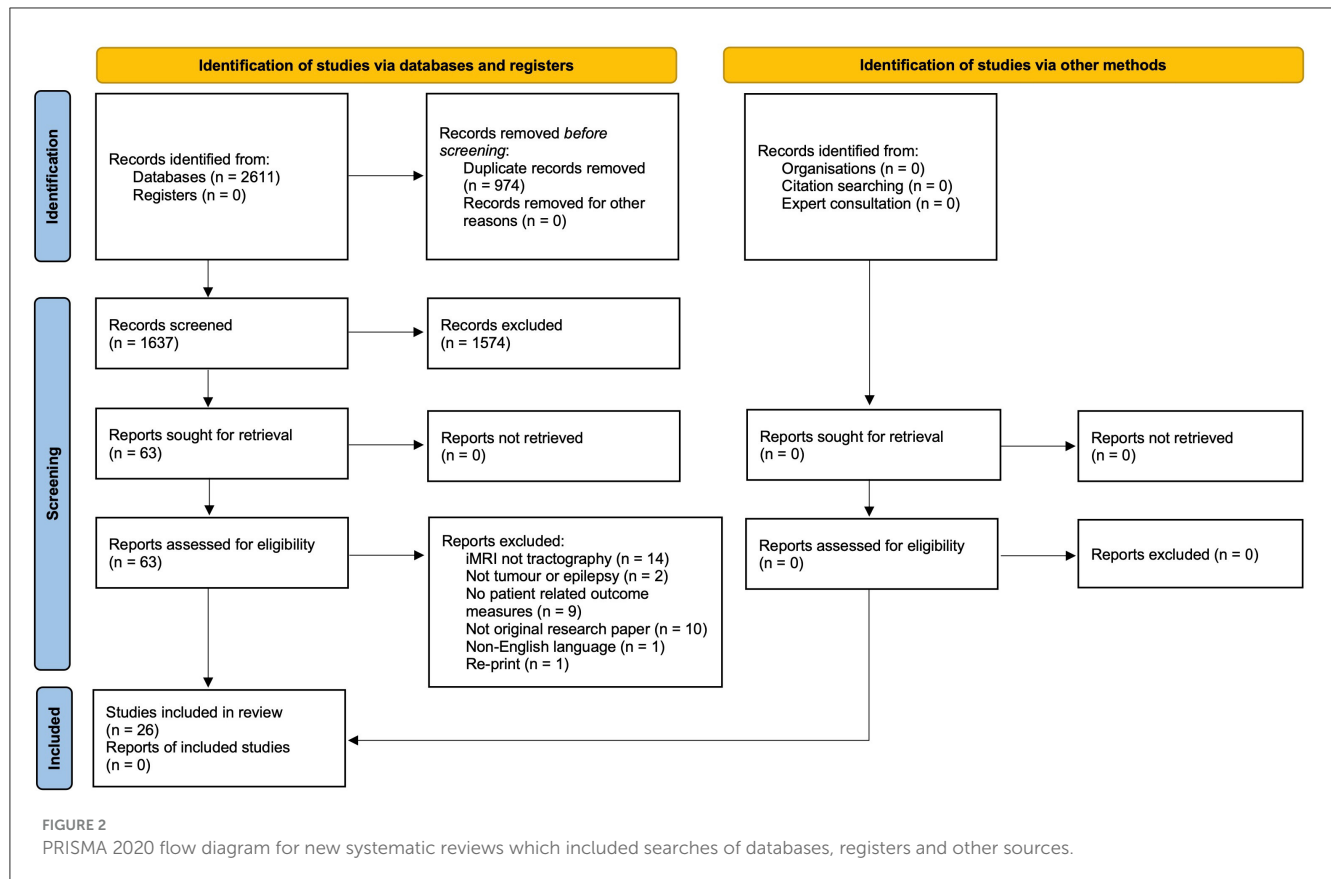 Identification of studies via databases and registers
Identification of studies via other methods
Identification
Records identified from:
Databases (n = 2611)
Registers (n = 0)
Records removed before
screening:
Duplicate records removed
(n = 974)
Records removed for other
reasons (n = 0)
Records identified from:
Organisations (n = 0)
Citation searching (n = 0)
Expert consultation (n = 0)
Screening
Records screened
(n = 1637)
Records excluded
(n = 1574)
Reports sought for retrieval
(n = 63)
Reports not retrieved
(n = 0)
Reports sought for retrieval
(n = 0)
Reports not retrieved
(n = 0)
Reports assessed for eligibility
(n = 63)
Reports excluded:
iMRI not tractography (n = 14)
Not tumour or epilepsy (n = 2)
No patient related outcome
measures (n = 9)
Not original research paper (n = 10)
Non-English language (n = 1)
Re-print (n = 1)
Reports assessed for eligibility
(n = 0)
Reports excluded (n = 0)
Included
Studies included in review
(n = 26)
Reports of included studies
(n = 0)
FIGURE 2
PRISMA 2020 flow diagram for new systematic reviews which included searches of databases, registers and other sources.